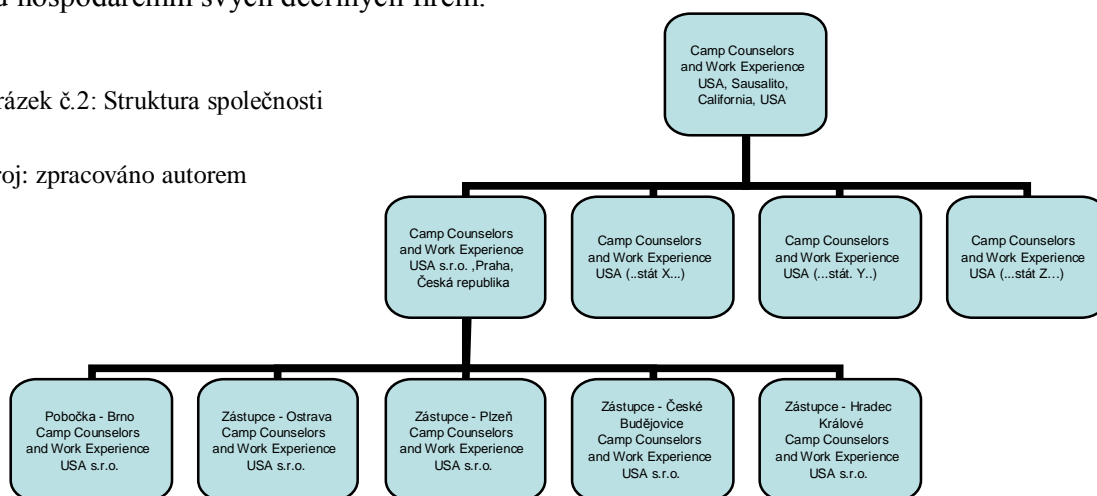 hospodařením svých dceřiných firem.
Camp Counselors
and Work Experience
USA, Sausalito,
California, USA
rázek č.2: Struktura společnosti
roj: zpracováno autorem
Camp Counselors
and Work Experience
USA s.r.o. ,Praha,
Česká republika
Camp Counselors
and Work Experience
USA (..stát X...)
Camp Counselors
and Work Experience
USA (...stát. Y..)
Camp Counselors
and Work Experience
USA (...stát Z...)
Pobočka - Brno
Camp Counselors
and Work Experience
USA s.r.o.
Zástupce - Ostrava
Camp Counselors
and Work Experience
USA s.r.o.
Zástupce - Plzeň
Camp Counselors
and Work Experience
USA s.r.o.
Zástupce - České
Budějovice
Camp Counselors
and Work Experience
USA s.r.o.
Zástupce - Hradec
Králové
Camp Counselors
and Work Experience
USA s.r.o.